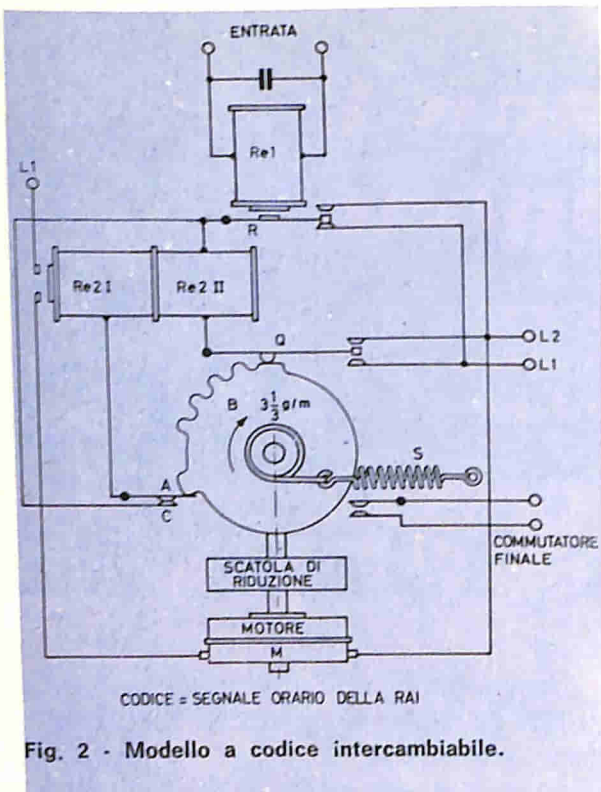 ENTRATA
Re1
L1
R
Re2 I
Re2 II
Q
L2
L1
B
3 1/3 g/m
S
A
C
COMMUTATORE
FINALE
SCATOLA DI
RIDUZIONE
MOTORE
M
CODICE = SEGNALE ORARIO DELLA RAI
Fig. 2 - Modello a codice intercambiabile.